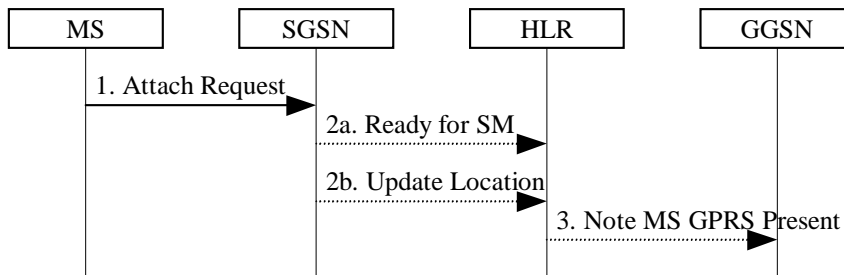 MS
SGSN
HLR
GGSN
1. Attach Request
2a. Ready for SM
2b. Update Location
3. Note MS GPRS Present